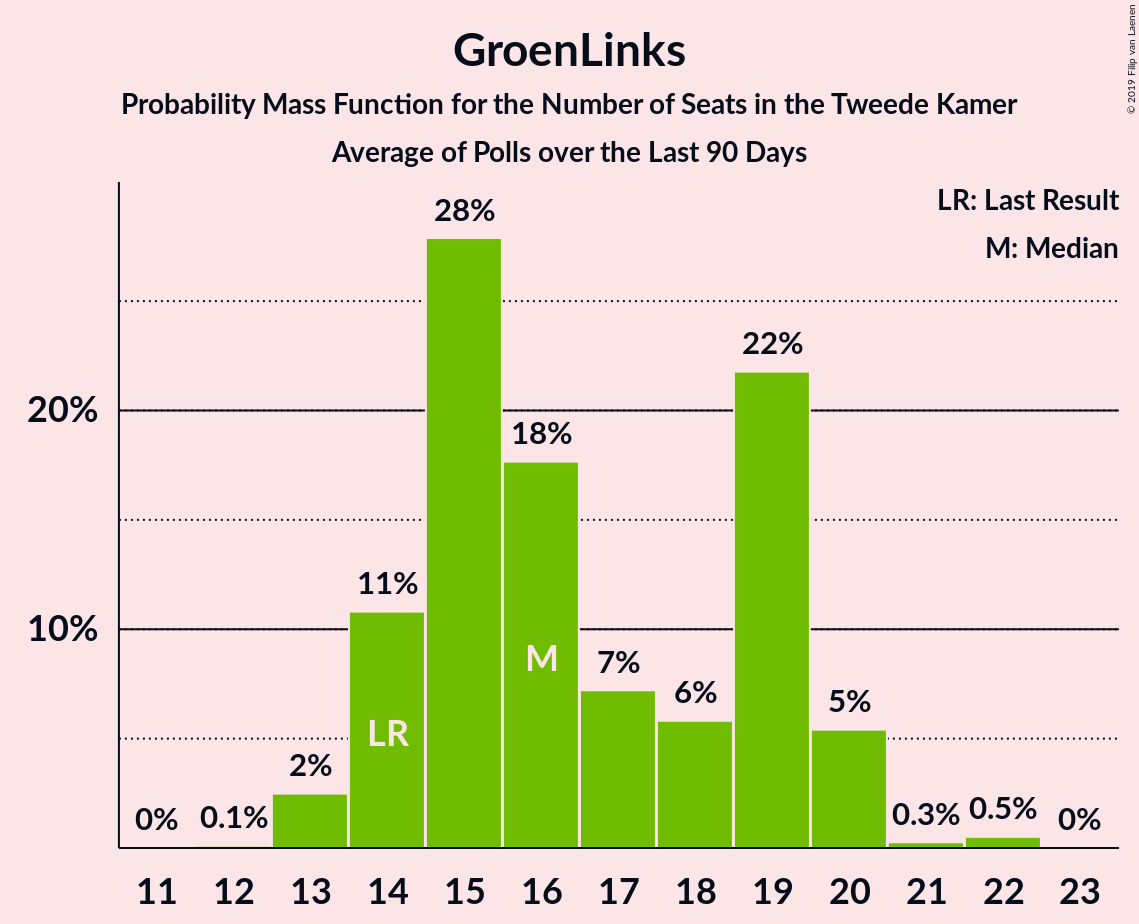 GroenLinks
Probability Mass Function for the Number of Seats in the Tweede Kamer
Average of Polls over the Last 90 Days
© 2019 Filip van Laenen
LR: Last Result
M: Median
28%
22%
20%
18%
11%
10%
M
7%
6%
5%
LR
2%
0%
0.1%
0.3%
0.5%
0%
11 12 13 14 15 16 17 18 19 20 21 22 23